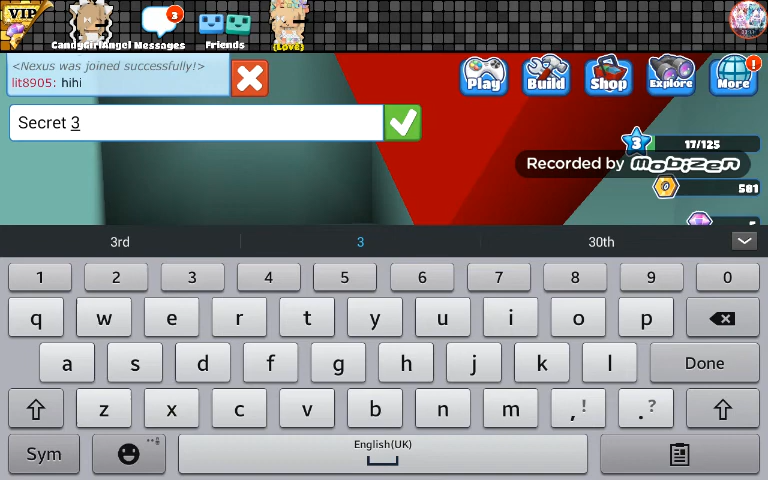 VIP
3
CandyGirlAngel Messages Friends (LOVE)
<Nexus was joined successfully!>
lit8905: hihi
Play Build Shop Explore More
!
Secret 3
3 17/125
Recorded by mobizen
0 581
3rd 3 30th
1 2 3 4 5 6 7 8 9 0
q w e r t y u i o p
a s d f g h j k l Done
z x c v b n m , ! . ?
Sym English(UK)